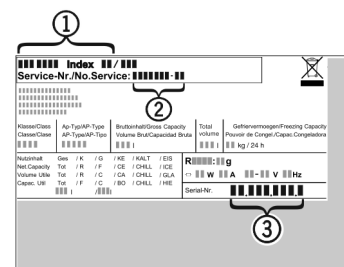 1
Index /
Service-Nr./No.Service: -
2
Klasse/Class Ap-Typ/AP-Type Bruttoinhalt/Gross Capacity Total Gefriervermoegen/Freezing Capacity
Classe/Clase AP-Type/AP-Tipo Volume Brut/Capacidad Bruta volume Pouvoir de Congel./Capac.Congeladora
l l kg / 24 h
Nutzinhalt Ges / K / G / KE / KALT / EIS
Net.Capacity Tot / R / F / CE / CHILL / ICE
Volume Utile Tot / R / C / CA / CHILL / GLA
Capac. Util Tot / F / C / BO / CHILL / HIE
l / l
R : g
W A - V Hz
Serial-Nr. . . .
3